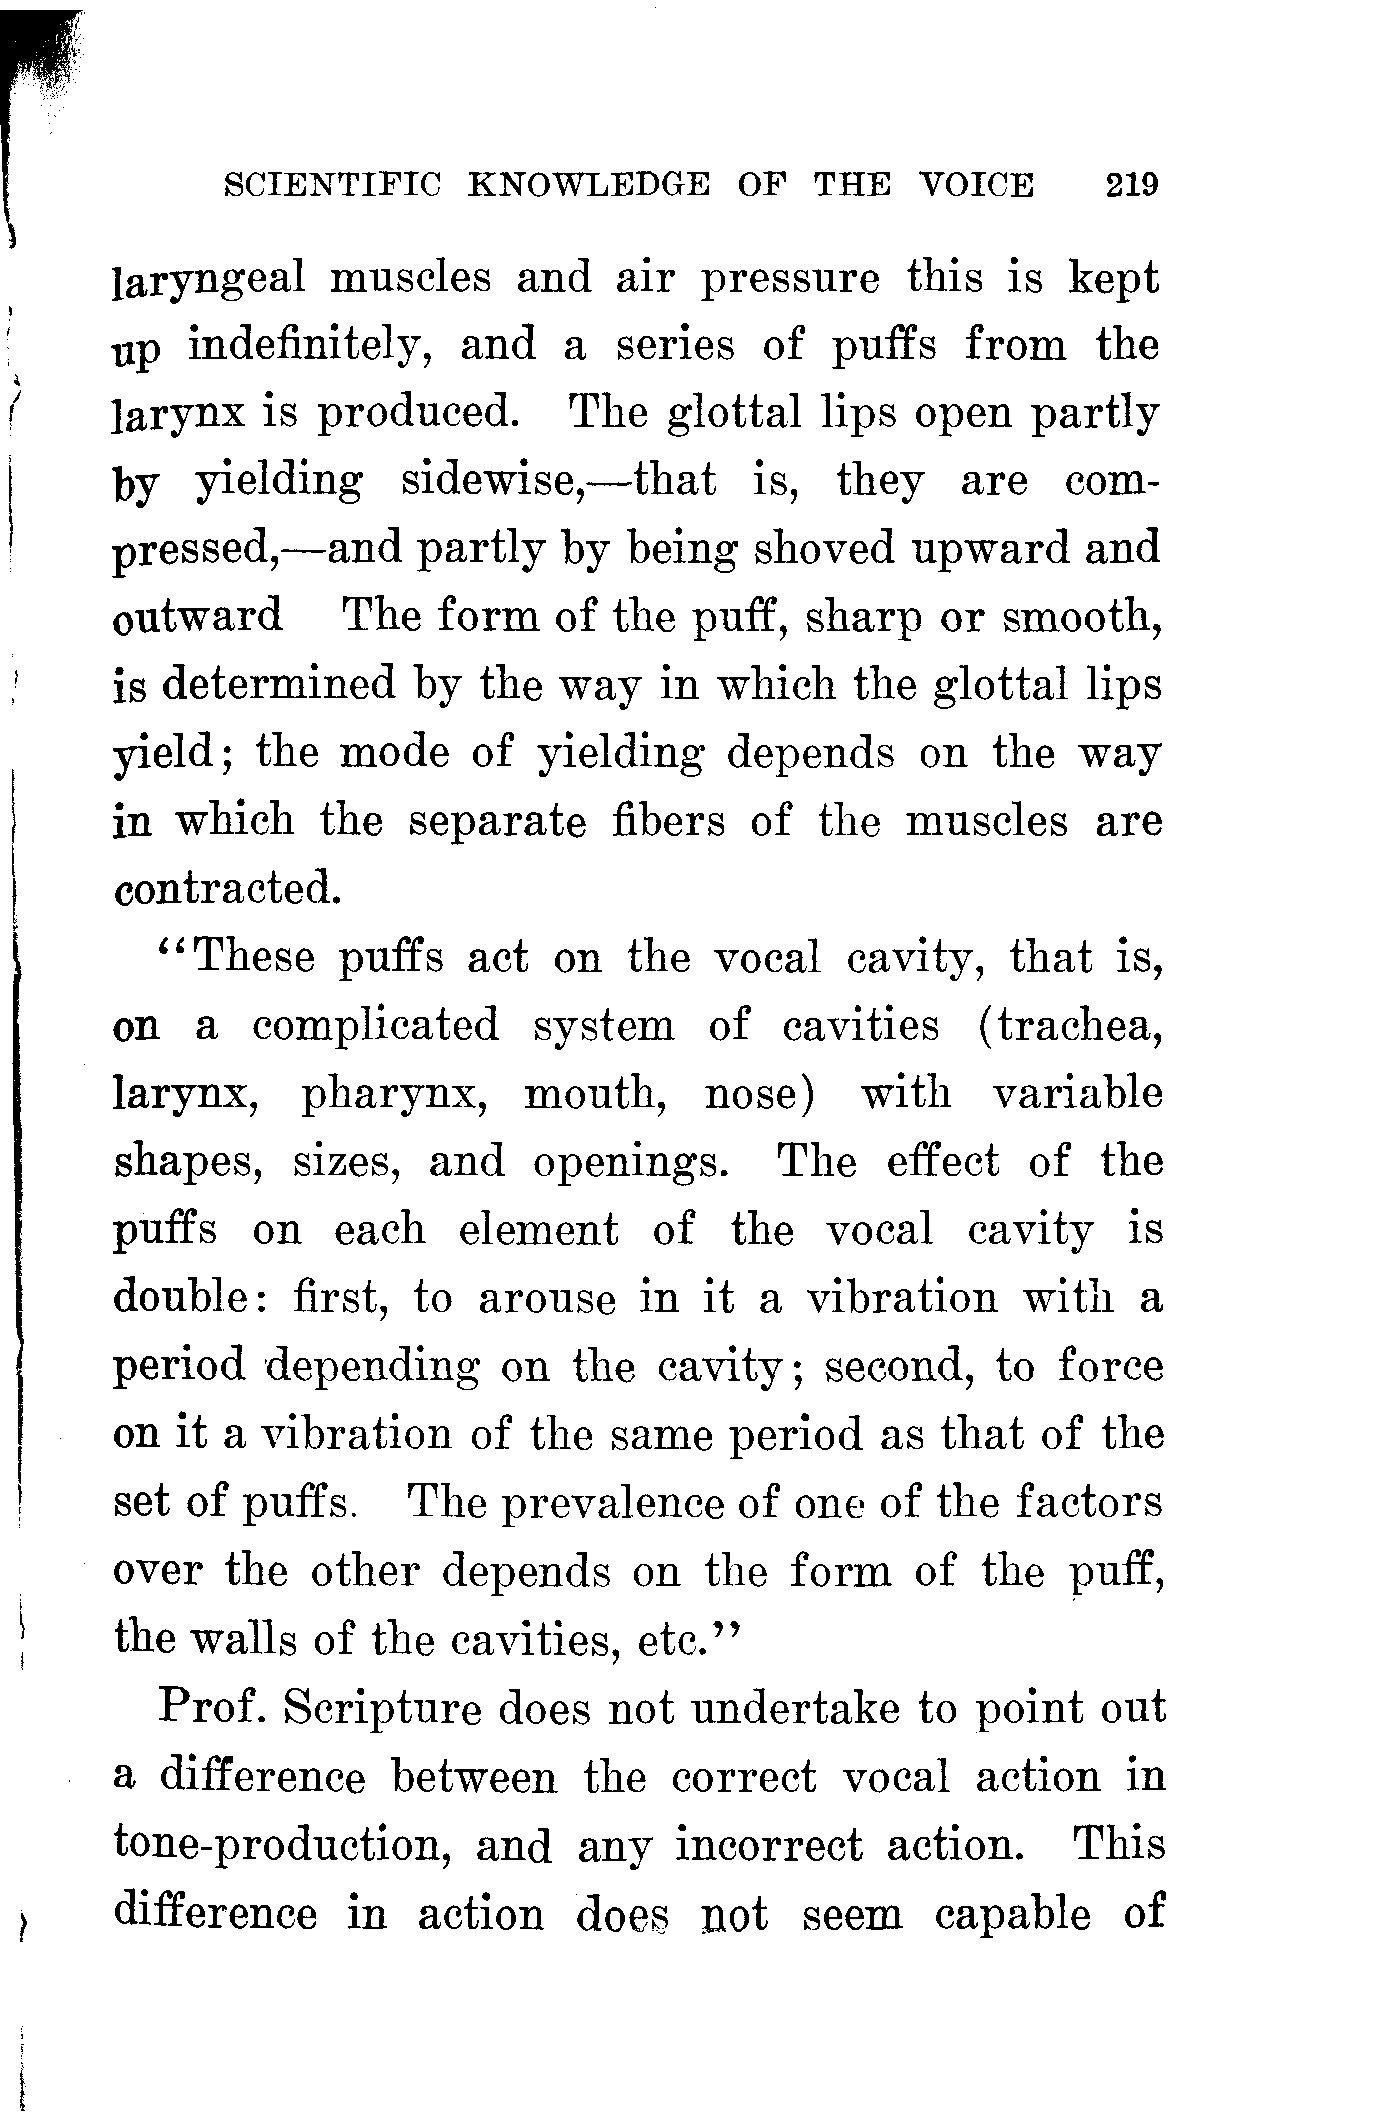 SCIENTIFIC KNOWLEDGE OF THE VOICE 219
laryngeal muscles and air pressure this is kept
up indefinitely, and a series of puffs from the
larynx is produced. The glottal lips open partly
by yielding sidewise,—that is, they are com-
pressed,—and partly by being shoved upward and
outward The form of the puff, sharp or smooth,
is determined by the way in which the glottal lips
yield; the mode of yielding depends on the way
in which the separate fibers of the muscles are
contracted.
"These puffs act on the vocal cavity, that is,
on a complicated system of cavities (trachea,
larynx, pharynx, mouth, nose) with variable
shapes, sizes, and openings. The effect of the
puffs on each element of the vocal cavity is
double: first, to arouse in it a vibration with a
period depending on the cavity; second, to force
on it a vibration of the same period as that of the
set of puffs. The prevalence of one of the factors
over the other depends on the form of the puff,
the walls of the cavities, etc."
Prof. Scripture does not undertake to point out
a difference between the correct vocal action in
tone-production, and any incorrect action. This
difference in action does not seem capable of